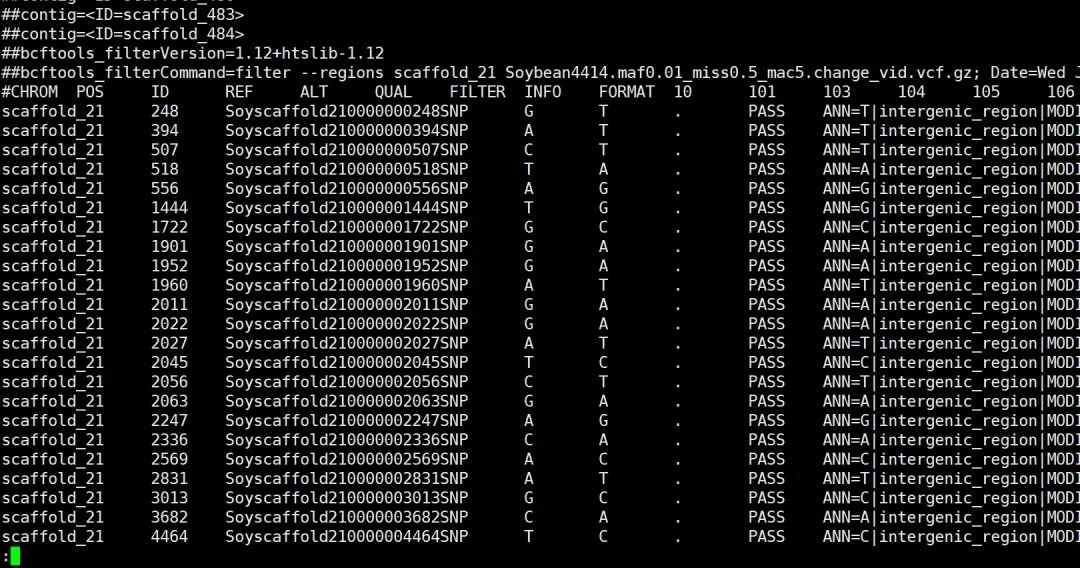 ##contig=<ID=scaffold_483>
##contig=<ID=scaffold_484>
##bcftools_filterVersion=1.12+htslib-1.12
##bcftools_filterCommand=filter --regions scaffold_21 Soybean4414.maf0.01_miss0.5_mac5.change_vid.vcf.gz; Date=Wed J
#CHROM POS ID REF ALT QUAL FILTER INFO FORMAT 10 101 103 104 105 106
scaffold_21 248 Soyscaffold210000000248SNP G T . PASS ANN=T|intergenic_region|MODI
scaffold_21 394 Soyscaffold210000000394SNP A T . PASS ANN=T|intergenic_region|MODI
scaffold_21 507 Soyscaffold210000000507SNP C T . PASS ANN=T|intergenic_region|MODI
scaffold_21 518 Soyscaffold210000000518SNP T A . PASS ANN=A|intergenic_region|MODI
scaffold_21 556 Soyscaffold210000000556SNP A G . PASS ANN=G|intergenic_region|MODI
scaffold_21 1444 Soyscaffold210000001444SNP T G . PASS ANN=G|intergenic_region|MODI
scaffold_21 1722 Soyscaffold210000001722SNP G C . PASS ANN=C|intergenic_region|MODI
scaffold_21 1901 Soyscaffold210000001901SNP G A . PASS ANN=A|intergenic_region|MODI
scaffold_21 1952 Soyscaffold210000001952SNP G A . PASS ANN=A|intergenic_region|MODI
scaffold_21 1960 Soyscaffold210000001960SNP A T . PASS ANN=T|intergenic_region|MODI
scaffold_21 2011 Soyscaffold210000002011SNP G A . PASS ANN=A|intergenic_region|MODI
scaffold_21 2022 Soyscaffold210000002022SNP G A . PASS ANN=A|intergenic_region|MODI
scaffold_21 2027 Soyscaffold210000002027SNP A T . PASS ANN=T|intergenic_region|MODI
scaffold_21 2045 Soyscaffold210000002045SNP T C . PASS ANN=C|intergenic_region|MODI
scaffold_21 2056 Soyscaffold210000002056SNP C T . PASS ANN=T|intergenic_region|MODI
scaffold_21 2063 Soyscaffold210000002063SNP G A . PASS ANN=A|intergenic_region|MODI
scaffold_21 2247 Soyscaffold210000002247SNP A G . PASS ANN=G|intergenic_region|MODI
scaffold_21 2336 Soyscaffold210000002336SNP C A . PASS ANN=A|intergenic_region|MODI
scaffold_21 2569 Soyscaffold210000002569SNP A C . PASS ANN=C|intergenic_region|MODI
scaffold_21 2831 Soyscaffold210000002831SNP A T . PASS ANN=T|intergenic_region|MODI
scaffold_21 3013 Soyscaffold210000003013SNP G C . PASS ANN=C|intergenic_region|MODI
scaffold_21 3682 Soyscaffold210000003682SNP C A . PASS ANN=A|intergenic_region|MODI
scaffold_21 4464 Soyscaffold210000004464SNP T C . PASS ANN=C|intergenic_region|MODI
: